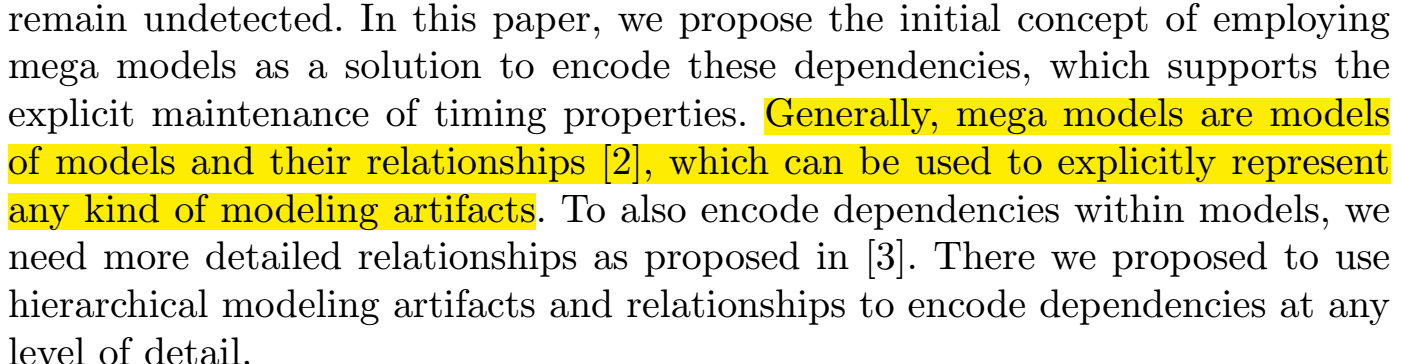 remain undetected. In this paper, we propose the initial concept of employing
mega models as a solution to encode these dependencies, which supports the
explicit maintenance of timing properties. Generally, mega models are models
of models and their relationships [2], which can be used to explicitly represent
any kind of modeling artifacts. To also encode dependencies within models, we
need more detailed relationships as proposed in [3]. There we proposed to use
hierarchical modeling artifacts and relationships to encode dependencies at any
level of detail.